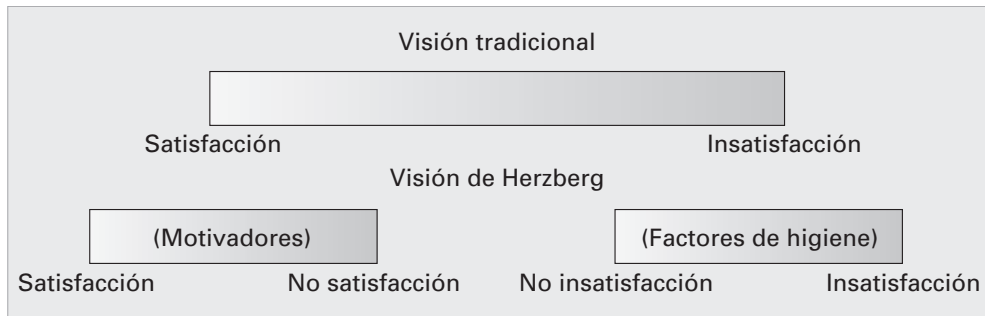 Visión tradicional
Satisfacción Insatisfacción
Visión de Herzberg
(Motivadores) (Factores de higiene)
Satisfacción No satisfacción No insatisfacción Insatisfacción